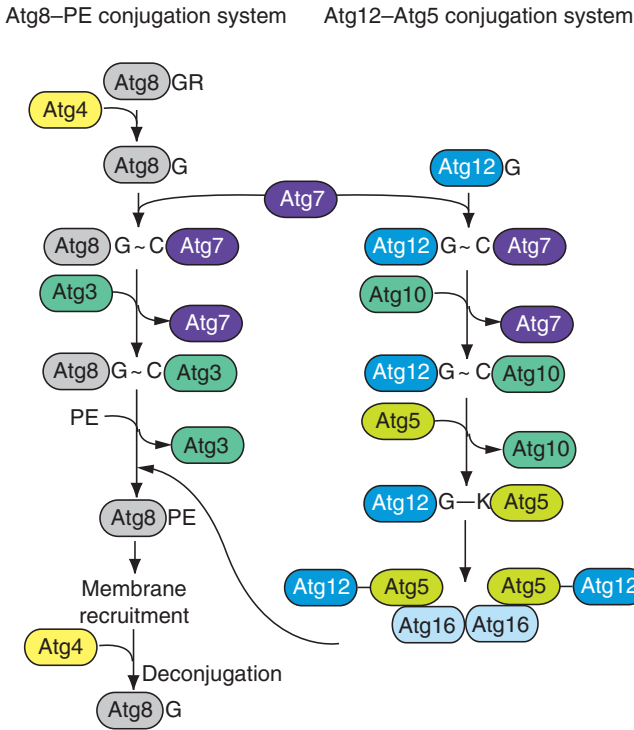 Atg8–PE conjugation system
Atg12–Atg5 conjugation system
Atg8 GR
Atg4
Atg8 G
Atg12 G
Atg7
Atg8 G ~ C Atg7
Atg12 G ~ C Atg7
Atg3
Atg10
Atg7
Atg7
Atg8 G ~ C Atg3
Atg12 G ~ C Atg10
PE
Atg5
Atg3
Atg10
Atg8 PE
Atg12 G—K Atg5
Atg12 Atg5
Atg5 Atg12
Atg16 Atg16
Membrane
recruitment
Atg4
Deconjugation
Atg8 G